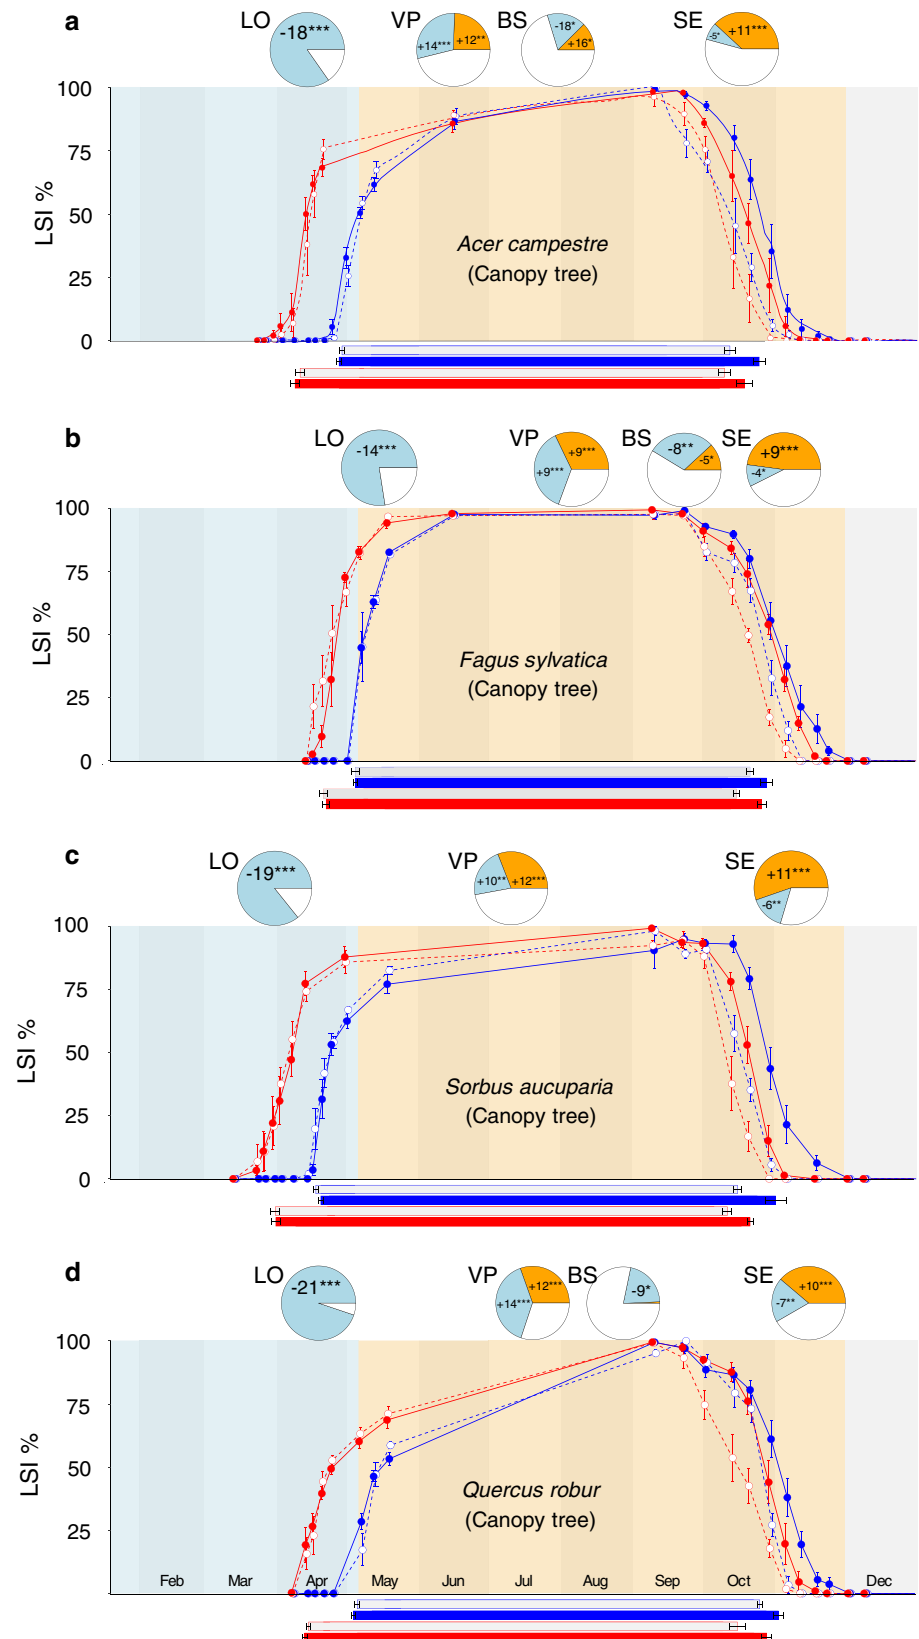 a
LO VP BS SE
-18*** +14*** +12** -18* +16* -5* +11***
100
75
50
25
0
LSI %
Acer campestre
(Canopy tree)
b
LO VP BS SE
-14*** +9*** +9*** -8** -5* +9*** -4*
100
75
50
25
0
LSI %
Fagus sylvatica
(Canopy tree)
c
LO VP SE
-19*** +10** +12*** +11*** -6**
100
75
50
25
0
LSI %
Sorbus aucuparia
(Canopy tree)
d
LO VP BS SE
-21*** +14*** +12*** -9* +10*** -7**
100
75
50
25
LSI %
Quercus robur
(Canopy tree)
Feb Mar Apr May Jun Jul Aug Sep Oct Dec